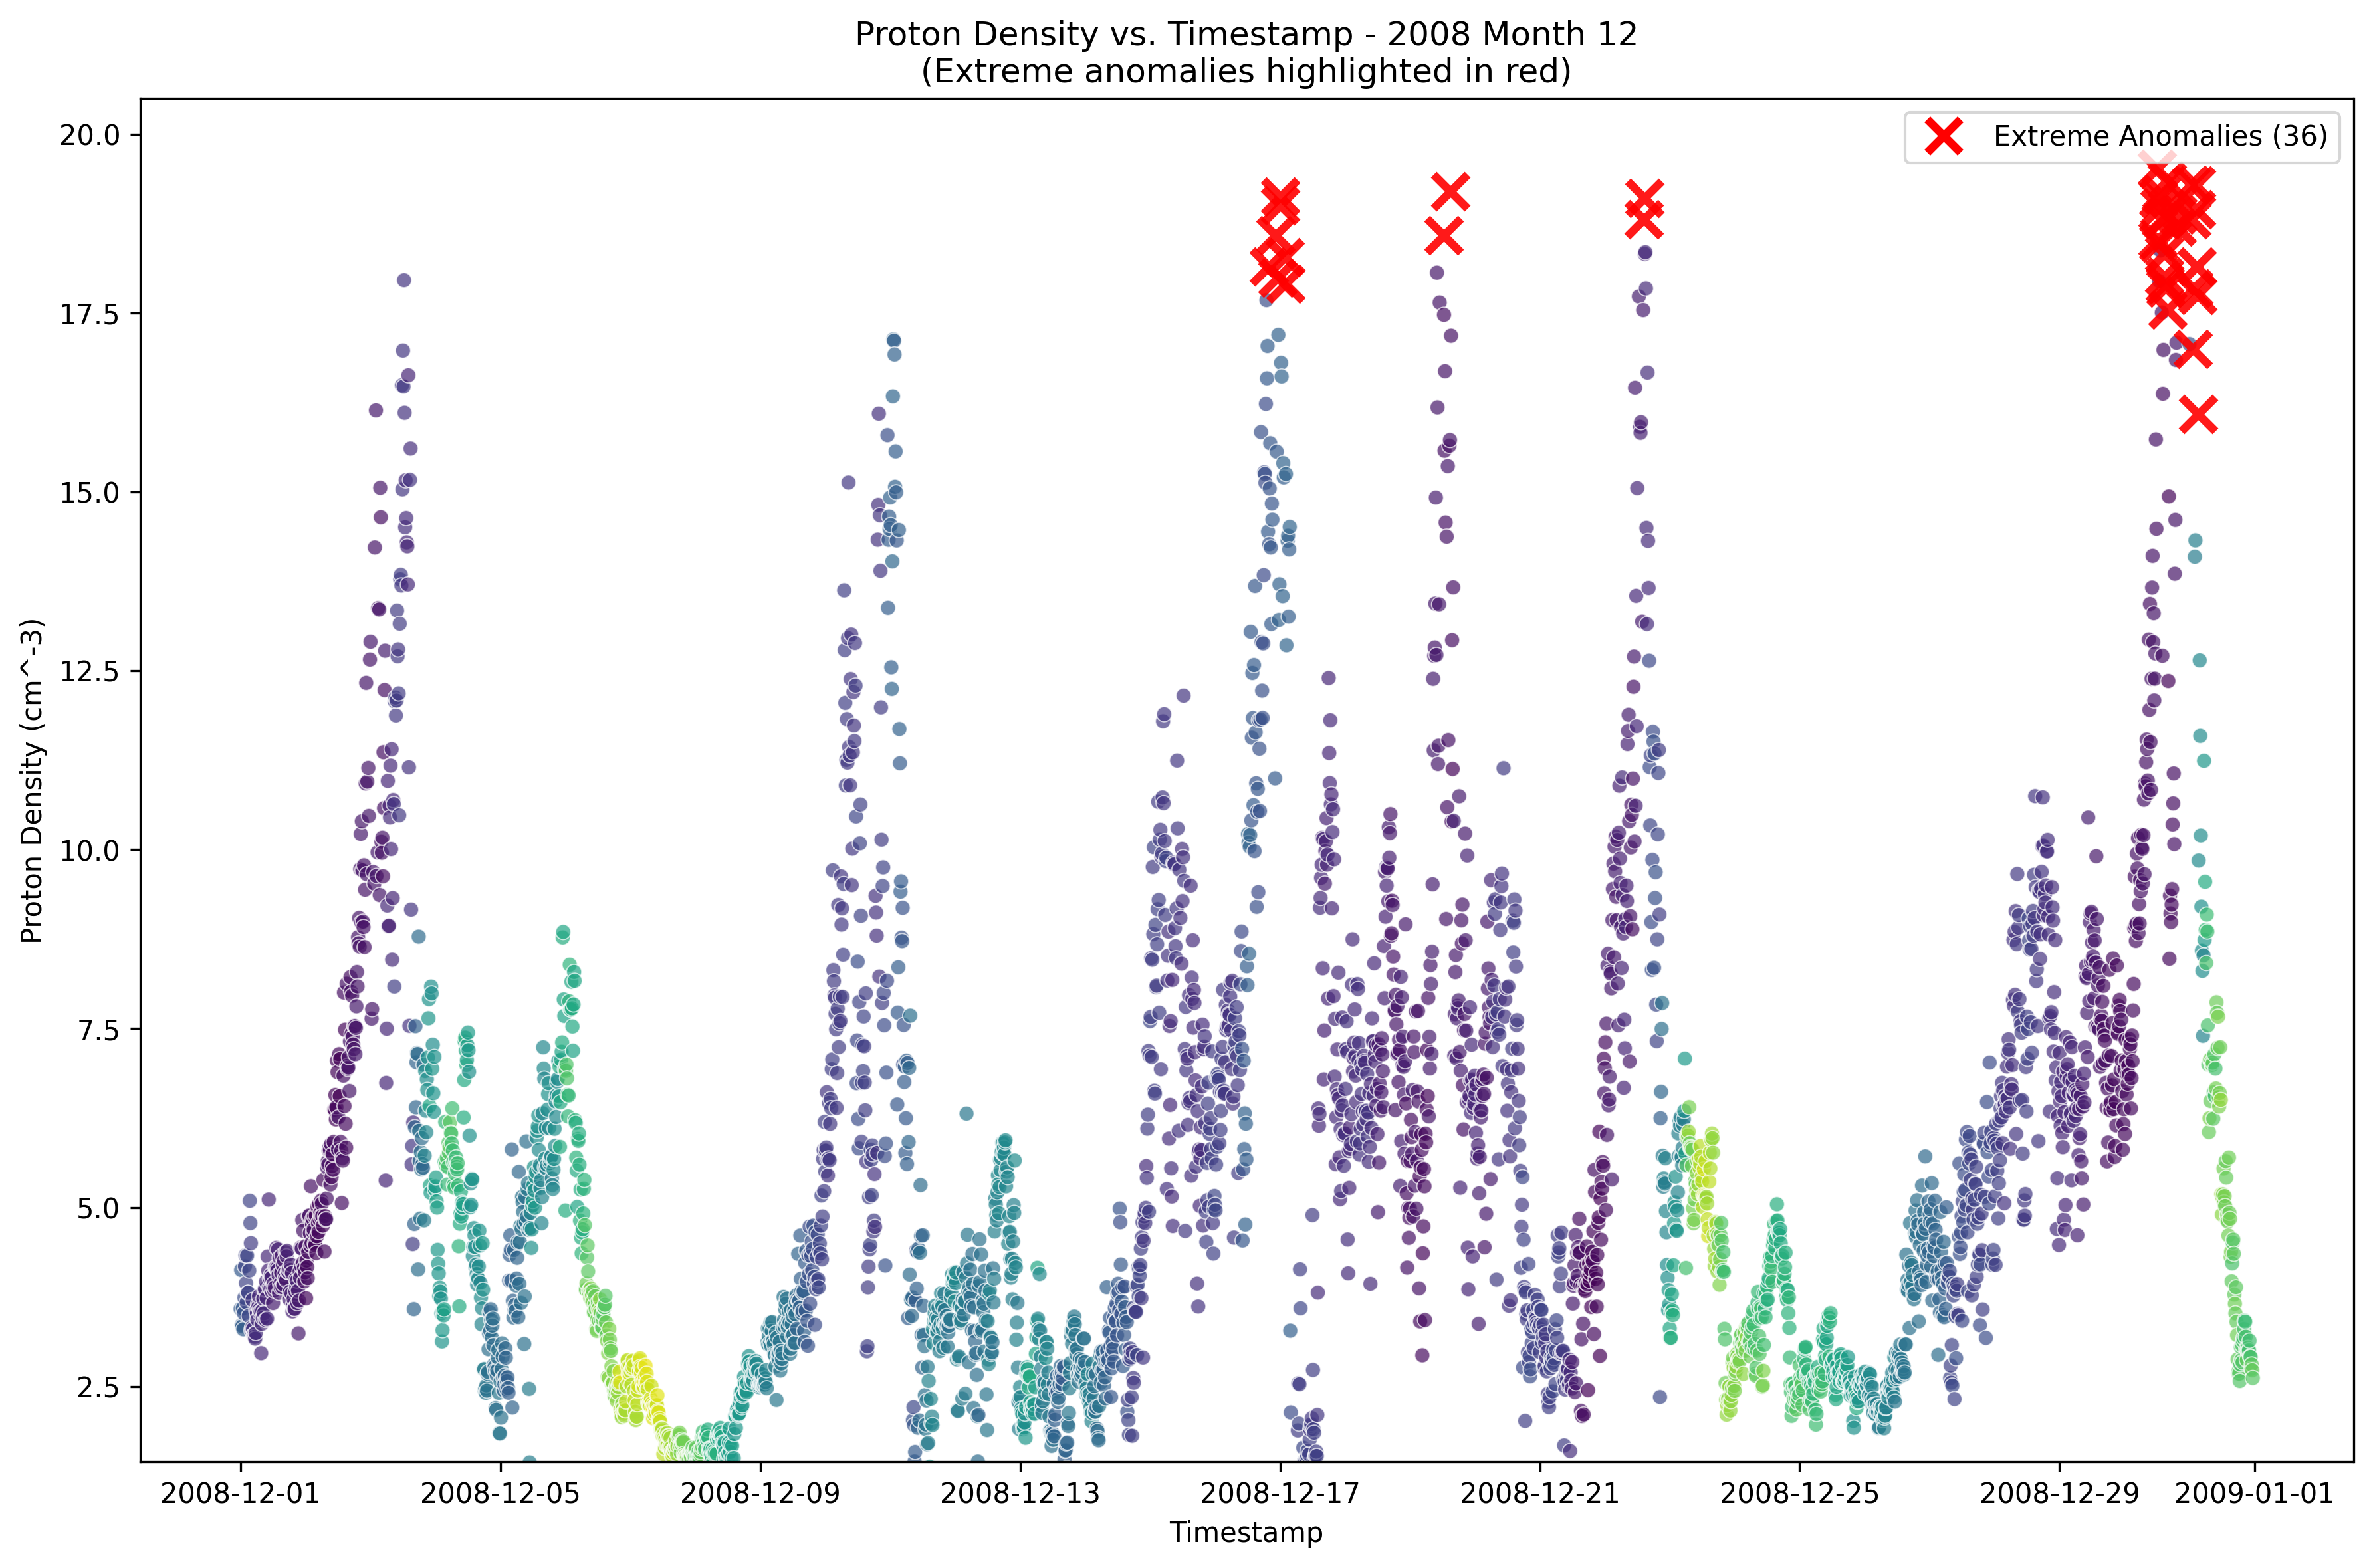 Proton Density vs. Timestamp - 2008 Month 12
(Extreme anomalies highlighted in red)
Extreme Anomalies (36)
20.0
17.5
15.0
12.5
10.0
7.5
5.0
2.5
Proton Density (cm^-3)
2008-12-01 2008-12-05 2008-12-09 2008-12-13 2008-12-17 2008-12-21 2008-12-25 2008-12-29 2009-01-01
Timestamp